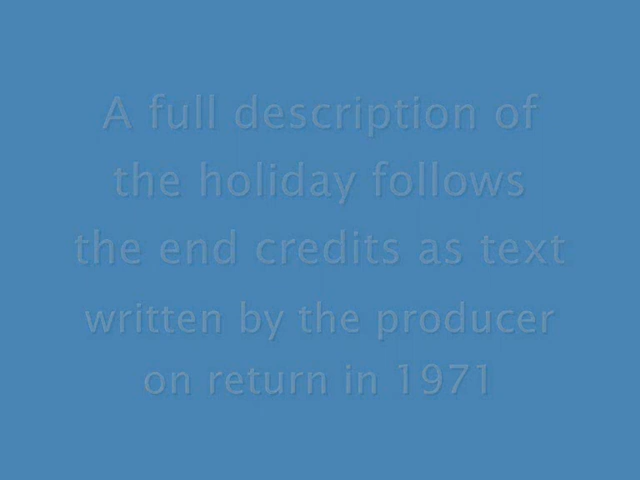 A full description of
the holiday follows
the end credits as text
written by the producer
on return in 1971